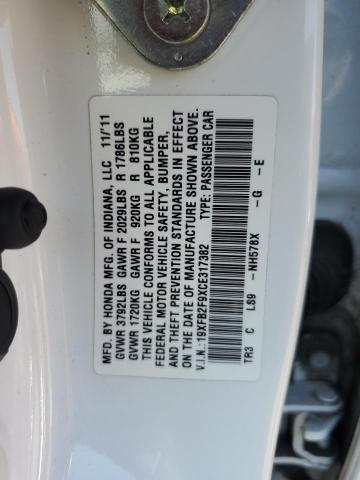 MFD. BY HONDA MFG. OF INDIANA, LLC 11/'11
GVWR 3792LBS GAWR F 2029LBS R 1786LBS
GVWR 1720KG GAWR F 920KG R 810KG
THIS VEHICLE CONFORMS TO ALL APPLICABLE
FEDERAL MOTOR VEHICLE SAFETY, BUMPER,
AND THEFT PREVENTION STANDARDS IN EFFECT
ON THE DATE OF MANUFACTURE SHOWN ABOVE.
V.I.N.:19XFB2F9XCE317382 TYPE: PASSENGER CAR
TR3 C LS9 -NH578X -G -E